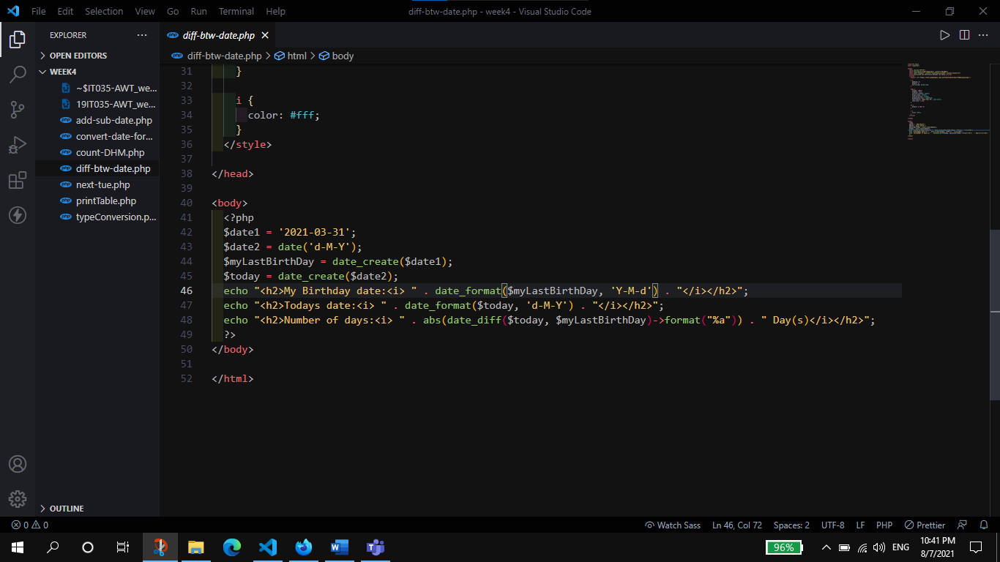 File Edit Selection View Go Run Terminal Help
diff-btw-date.php - week4 - Visual Studio Code
EXPLORER
OPEN EDITORS
WEEK4
~$IT035-AWT_we...
19IT035-AWT_we...
add-sub-date.php
convert-date-for...
count-DHM.php
diff-btw-date.php
next-tue.php
printTable.php
typeConversion.p...
OUTLINE
diff-btw-date.php
diff-btw-date.php > html > body
31 }
32
33 i {
34 color: #fff;
35 }
36 </style>
37
38 </head>
39
40 <body>
41 <?php
42 $date1 = '2021-03-31';
43 $date2 = date('d-M-Y');
44 $myLastBirthDay = date_create($date1);
45 $today = date_create($date2);
46 echo "<h2>My Birthday date:<i> " . date_format($myLastBirthDay, 'Y-M-d') . "</i></h2>";
47 echo "<h2>Todays date:<i> " . date_format($today, 'd-M-Y') . "</i></h2>";
48 echo "<h2>Number of days:<i> " . abs(date_diff($today, $myLastBirthDay)->format("%a")) . " Day(s)</i></h2>";
49 ?>
50 </body>
51
52 </html>
0 0
Watch Sass Ln 46, Col 72 Spaces: 2 UTF-8 LF PHP Prettier
96% ENG 10:41 PM
8/7/2021